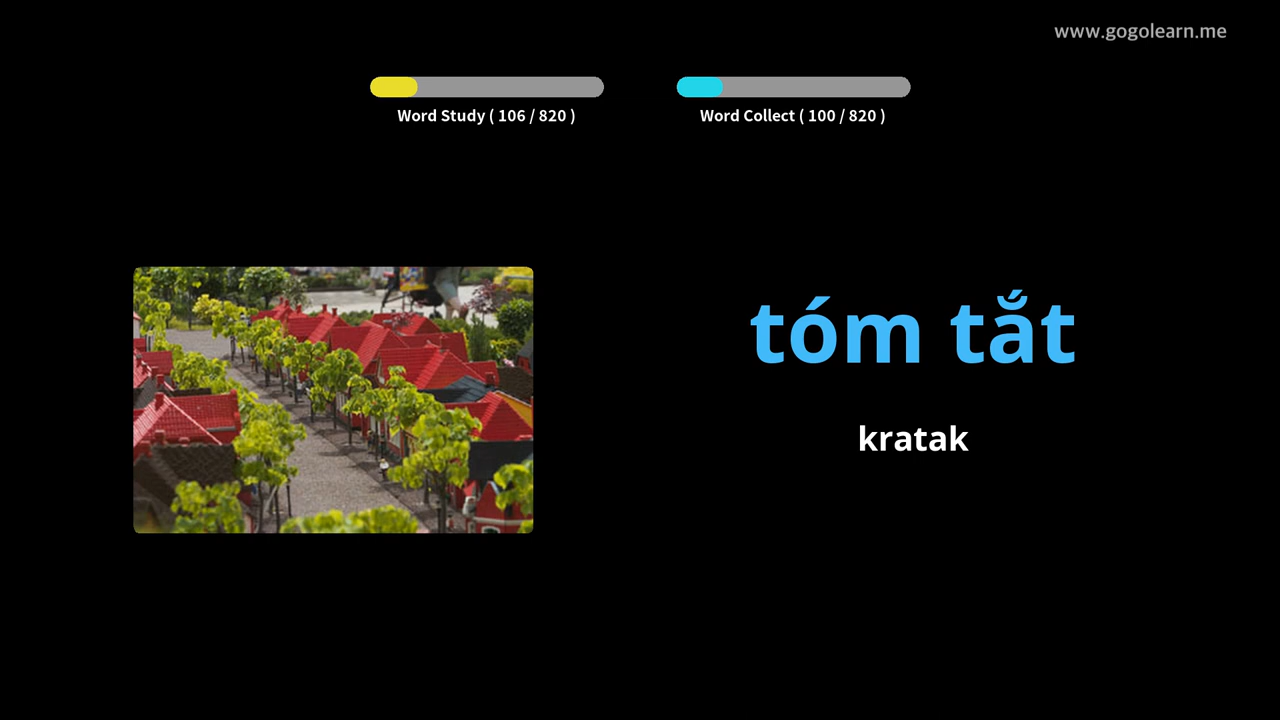 www.gogolearn.me
Word Study ( 106 / 820 )
Word Collect ( 100 / 820 )
tóm tắt
kratak